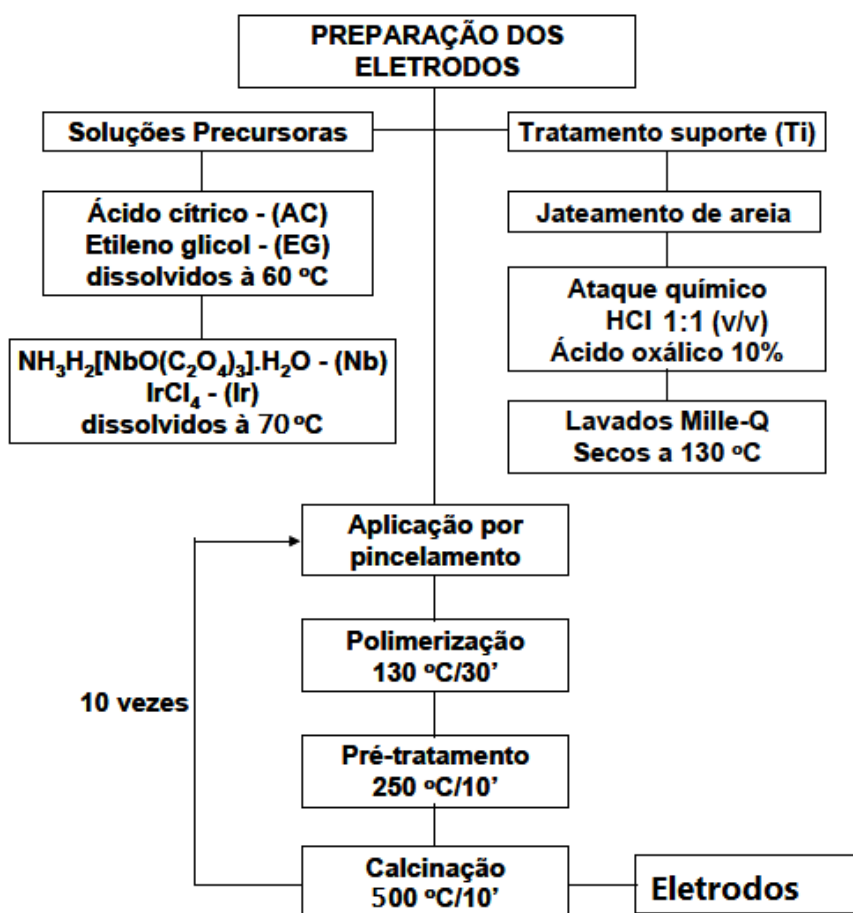 PREPARAÇÃO DOS
ELETRODOS
Soluções Precursoras
Tratamento suporte (Ti)
Ácido cítrico - (AC)
Etileno glicol - (EG)
dissolvidos à 60 ºC
Jateamento de areia
NH₃H₂[NbO(C₂O₄)₃].H₂O - (Nb)
IrCl₄ - (Ir)
dissolvidos à 70 ºC
Ataque químico
HCl 1:1 (v/v)
Ácido oxálico 10%
Lavados Mille-Q
Secos a 130 ºC
Aplicação por
pincelamento
Polimerização
130 ºC/30’
10 vezes
Pré-tratamento
250 ºC/10’
Calcinação
500 ºC/10’
Eletrodos